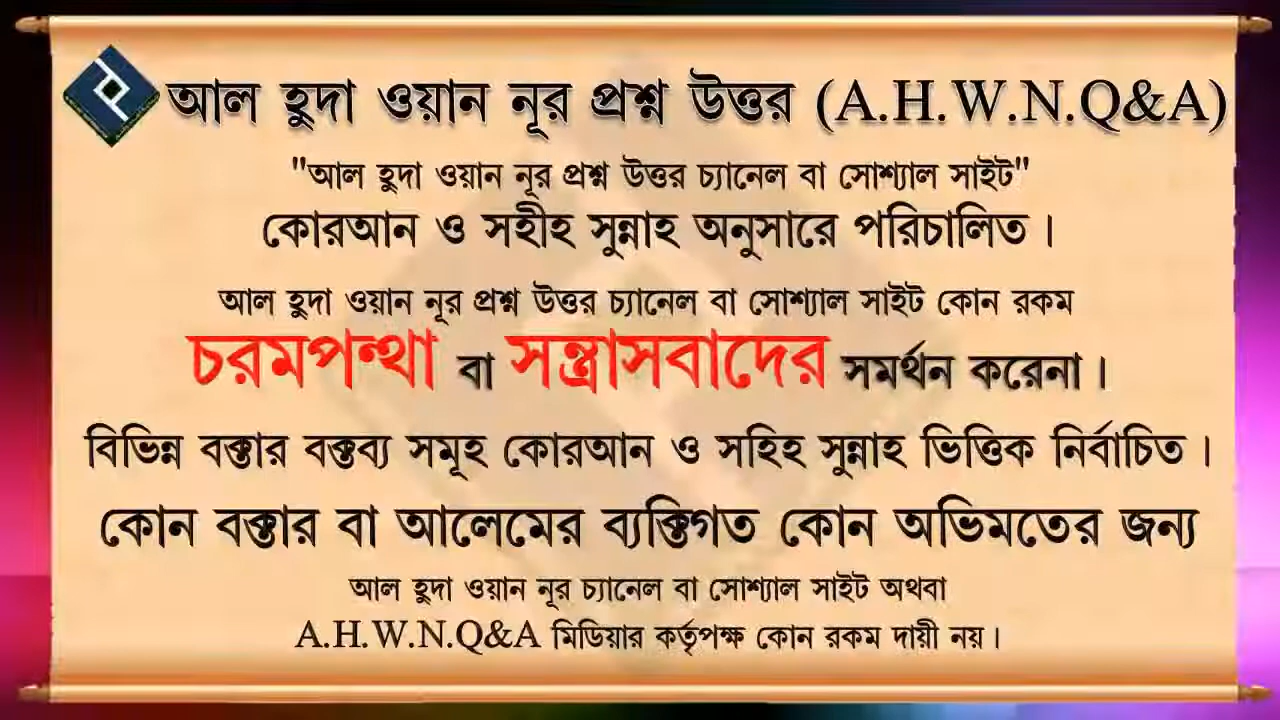 আল হুদা ওয়ান নূর প্রশ্ন উত্তর (A.H.W.N.Q&A)
"আল হুদা ওয়ান নূর প্রশ্ন উত্তর চ্যানেল বা সোশ্যাল সাইট"
কোরআন ও সহীহ সুন্নাহ অনুসারে পরিচালিত ।
আল হুদা ওয়ান নূর প্রশ্ন উত্তর চ্যানেল বা সোশ্যাল সাইট কোন রকম
চরমপন্থা বা সন্ত্রাসবাদের সমর্থন করেনা ।
বিভিন্ন বক্তার বক্তব্য সমূহ কোরআন ও সহিহ সুন্নাহ ভিত্তিক নির্বাচিত ।
কোন বক্তার বা আলেমের ব্যক্তিগত কোন অভিমতের জন্য
আল হুদা ওয়ান নূর চ্যানেল বা সোশ্যাল সাইট অথবা
A.H.W.N.Q&A মিডিয়ার কর্তৃপক্ষ কোন রকম দায়ী নয় ।